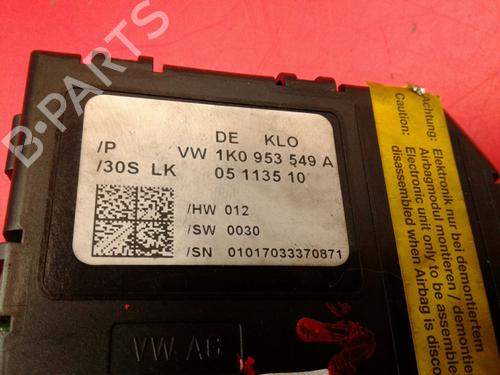 DE KLO
/P VW 1K0 953 549 A
/30S LK 05 113510
/HW 012
/SW 0030
/SN 01017033370871
VW AG
Achtung: Elektronik nur bei demontiertem
Airbagmodul montieren / demontie
Caution: Electronic unit only to be assemble
disassembled when Airbag is disco
B-PARTS